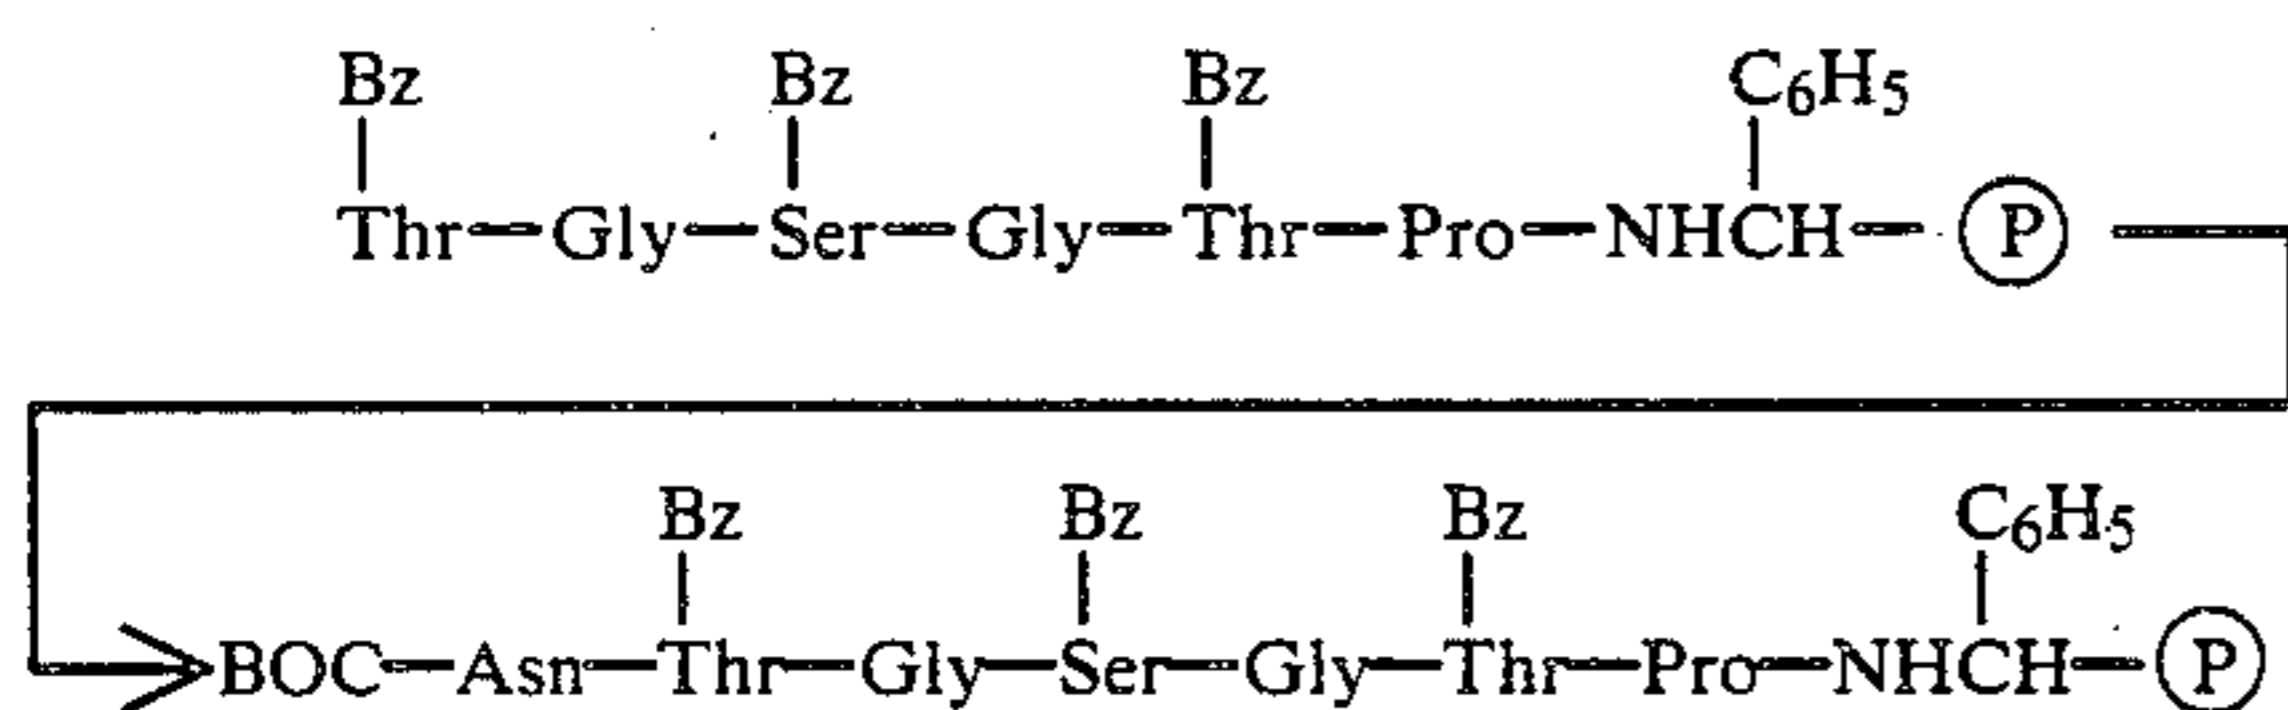 Bz Bz Bz C6H5
Thr—Gly—Ser—Gly—Thr—Pro—NHCH—P
Bz Bz Bz C6H5
BOC—Asn—Thr—Gly—Ser—Gly—Thr—Pro—NHCH—P